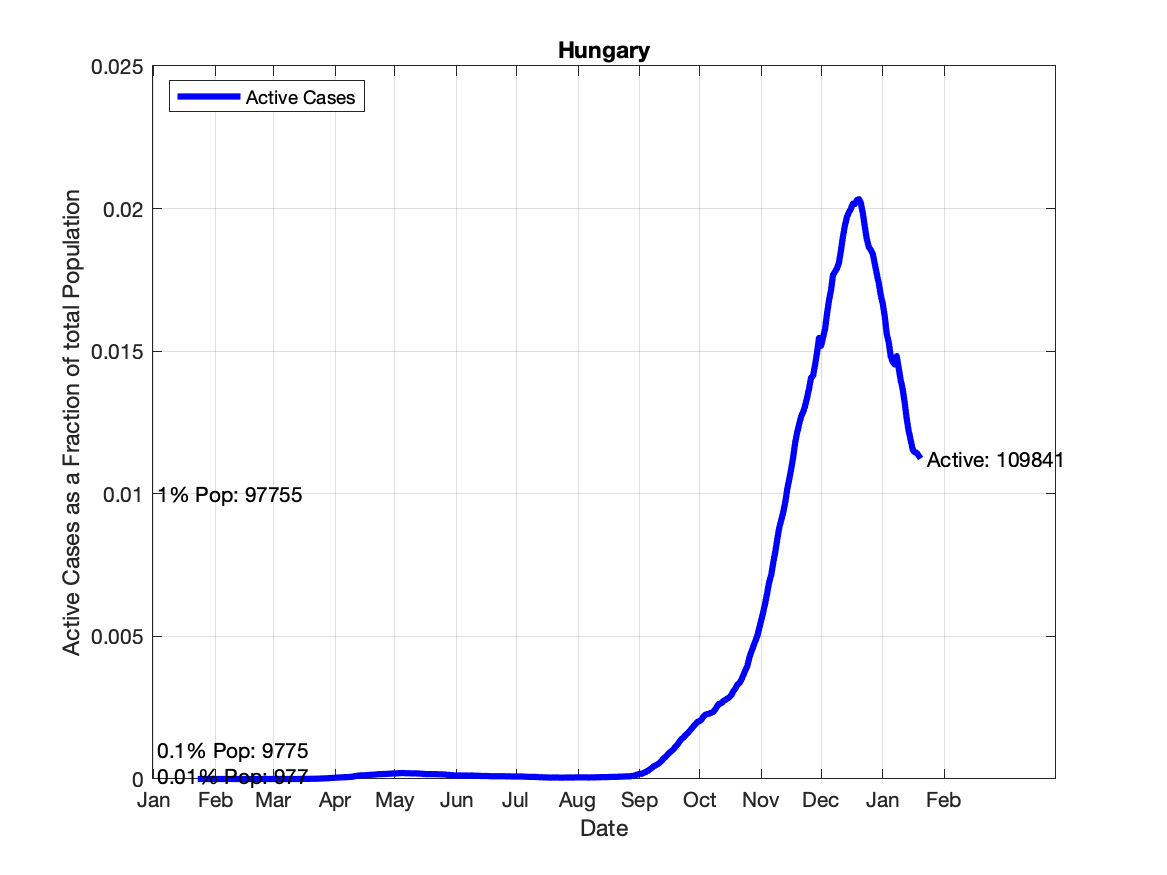 Hungary
0.025
Active Cases
0.02
0.015
Active: 109841
0.01
1% Pop: 97755
0.005
0.1% Pop: 9775
0
0.01% Pop: 977
Jan Feb Mar Apr May Jun Jul Aug Sep Oct Nov Dec Jan Feb
Date
Active Cases as a Fraction of total Population